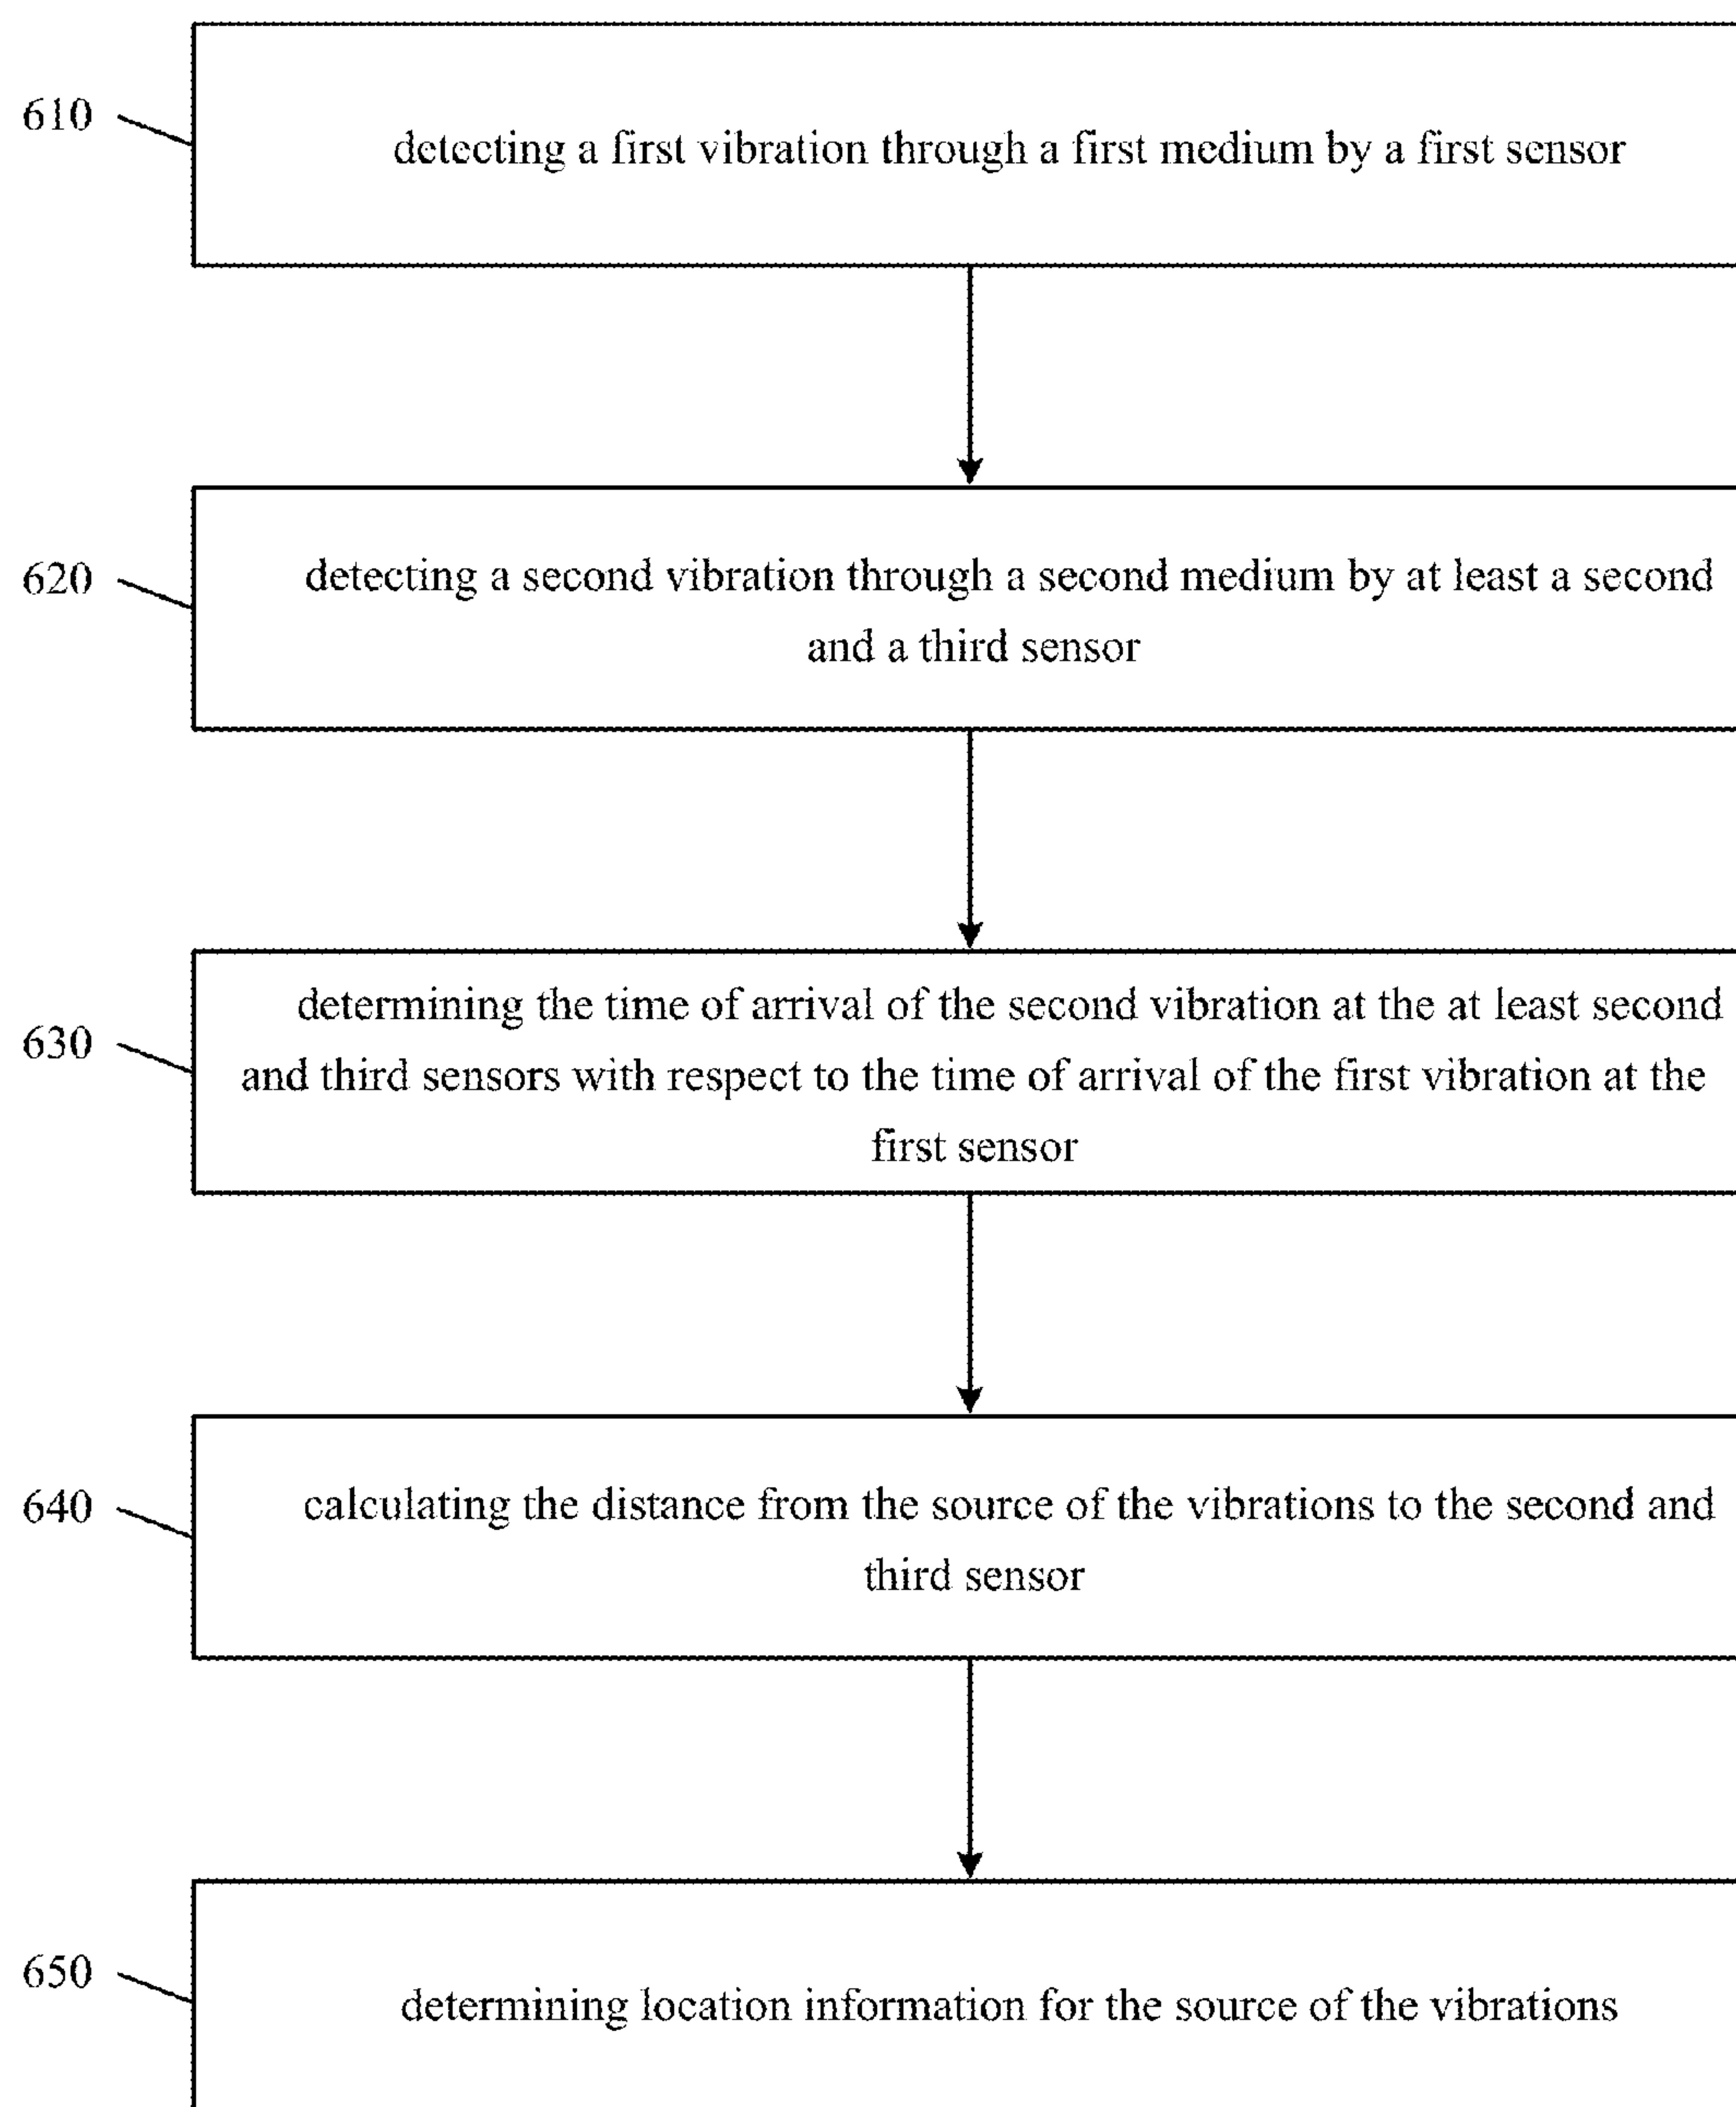 610
detecting a first vibration through a first medium by a first sensor
620
detecting a second vibration through a second medium by at least a second
and a third sensor
630
determining the time of arrival of the second vibration at the at least second
and third sensors with respect to the time of arrival of the first vibration at the
first sensor
640
calculating the distance from the source of the vibrations to the second and
third sensor
650
determining location information for the source of the vibrations